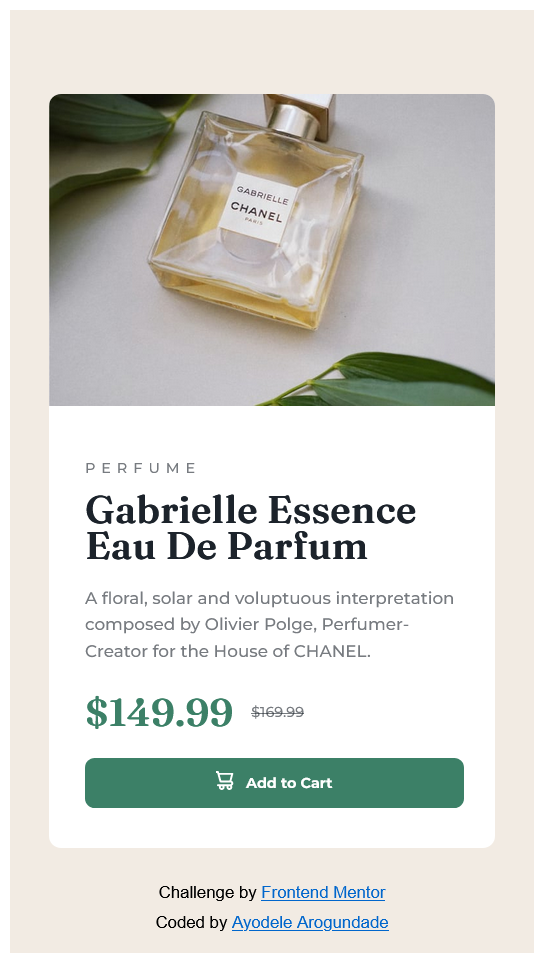 GABRIELLE
CHANEL
PARIS
PERFUME
Gabrielle Essence
Eau De Parfum
A floral, solar and voluptuous interpretation
composed by Olivier Polge, Perfumer-
Creator for the House of CHANEL.
$149.99 $169.99
Add to Cart
Challenge by Frontend Mentor
Coded by Ayodele Arogundade